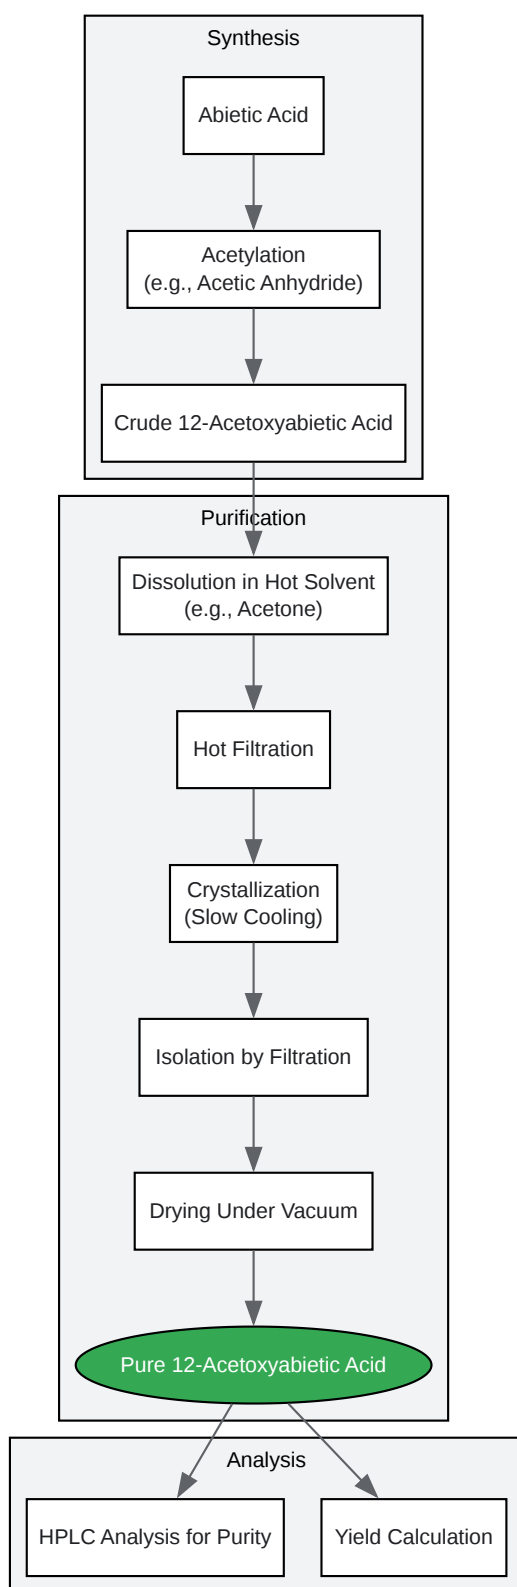 Synthesis
Abietic Acid
Acetylation
(e.g., Acetic Anhydride)
Crude 12-Acetoxyabietic Acid
Purification
Dissolution in Hot Solvent
(e.g., Acetone)
Hot Filtration
Crystallization
(Slow Cooling)
Isolation by Filtration
Drying Under Vacuum
Pure 12-Acetoxyabietic Acid
Analysis
HPLC Analysis for Purity
Yield Calculation